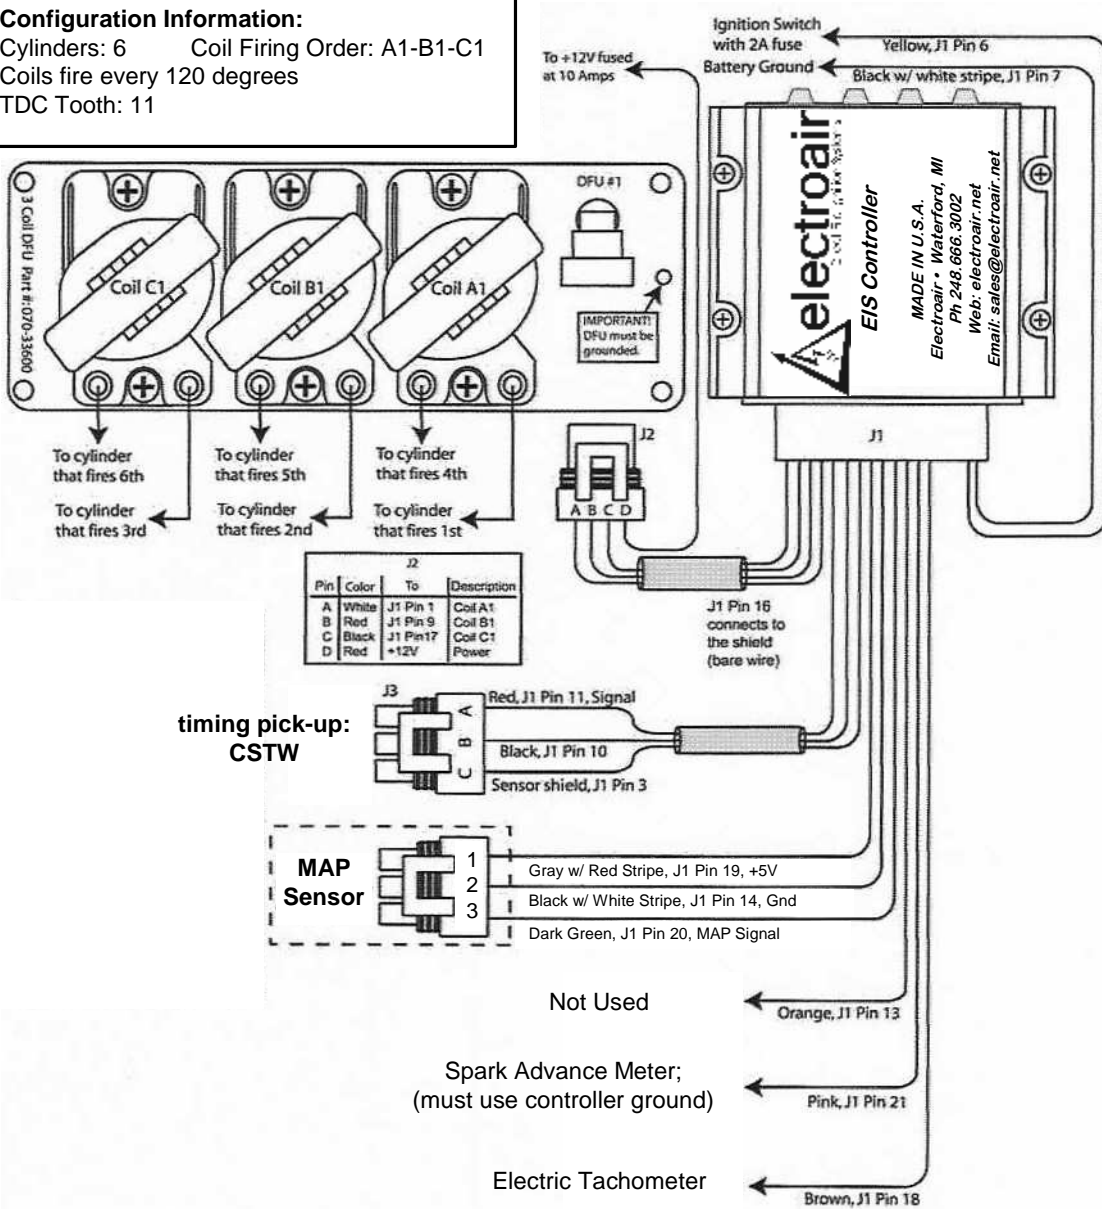 Configuration Information:
Cylinders: 6 Coil Firing Order: A1-B1-C1
Coils fire every 120 degrees
TDC Tooth: 11
To +12V fused
at 10 Amps
Ignition Switch
with 2A fuse
Battery Ground
Yellow, J1 Pin 6
Black w/ white stripe, J1 Pin 7
3 Coil DFU Part #:070-33600
Coil C1
Coil B1
Coil A1
DFU #1
IMPORTANT!
DFU must be
grounded.
electroair
EIS Controller
MADE IN U.S.A.
Electroair • Waterford, MI
Ph 248.666.3002
Web: electroair.net
Email: sales@electroair.net
J1
To cylinder
that fires 6th
To cylinder
that fires 3rd
To cylinder
that fires 5th
To cylinder
that fires 2nd
To cylinder
that fires 4th
To cylinder
that fires 1st
J2
A B C D
J2
Pin Color To Description
A White J1 Pin 1 Coil A1
B Red J1 Pin 9 Coil B1
C Black J1 Pin17 Coil C1
D Red +12V Power
J1 Pin 16
connects to
the shield
(bare wire)
timing pick-up:
CSTW
J3
A
B
C
Red, J1 Pin 11, Signal
Black, J1 Pin 10
Sensor shield, J1 Pin 3
MAP
Sensor
1
2
3
Gray w/ Red Stripe, J1 Pin 19, +5V
Black w/ White Stripe, J1 Pin 14, Gnd
Dark Green, J1 Pin 20, MAP Signal
Not Used
Orange, J1 Pin 13
Spark Advance Meter;
(must use controller ground)
Pink, J1 Pin 21
Electric Tachometer
Brown, J1 Pin 18